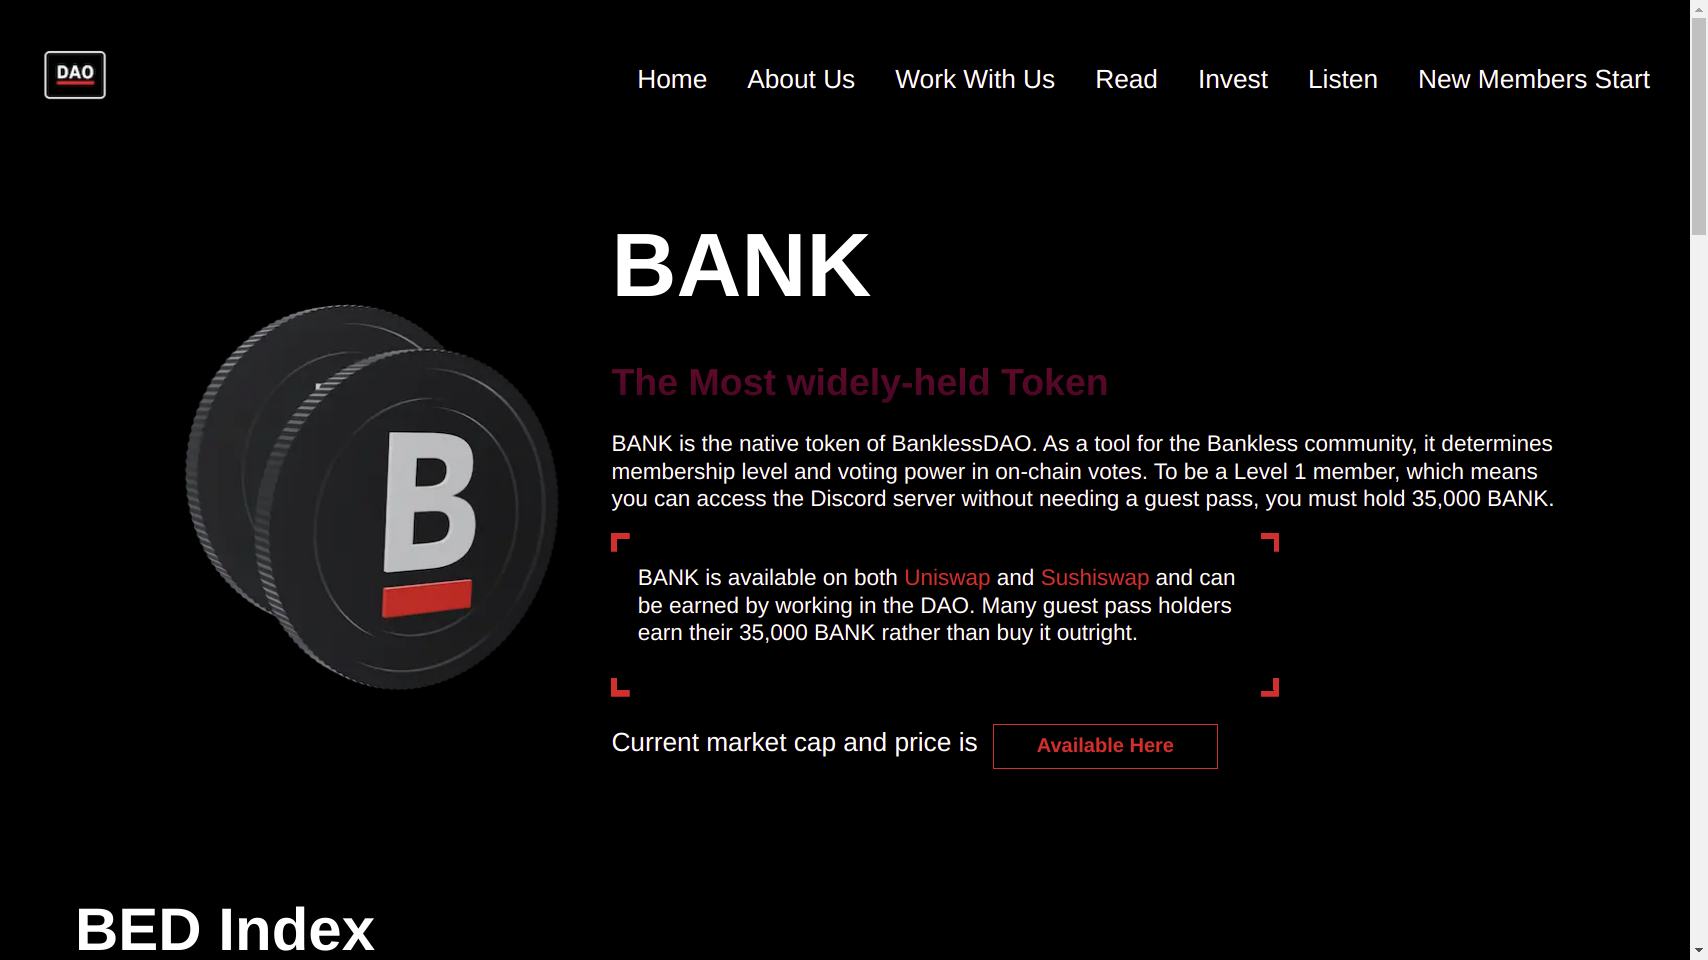 DAO
Home About Us Work With Us Read Invest Listen New Members Start
BANK
The Most widely-held Token
BANK is the native token of BanklessDAO. As a tool for the Bankless community, it determines
membership level and voting power in on-chain votes. To be a Level 1 member, which means
you can access the Discord server without needing a guest pass, you must hold 35,000 BANK.
B
BANK is available on both Uniswap and Sushiswap and can
be earned by working in the DAO. Many guest pass holders
earn their 35,000 BANK rather than buy it outright.
Current market cap and price is Available Here
BED Index